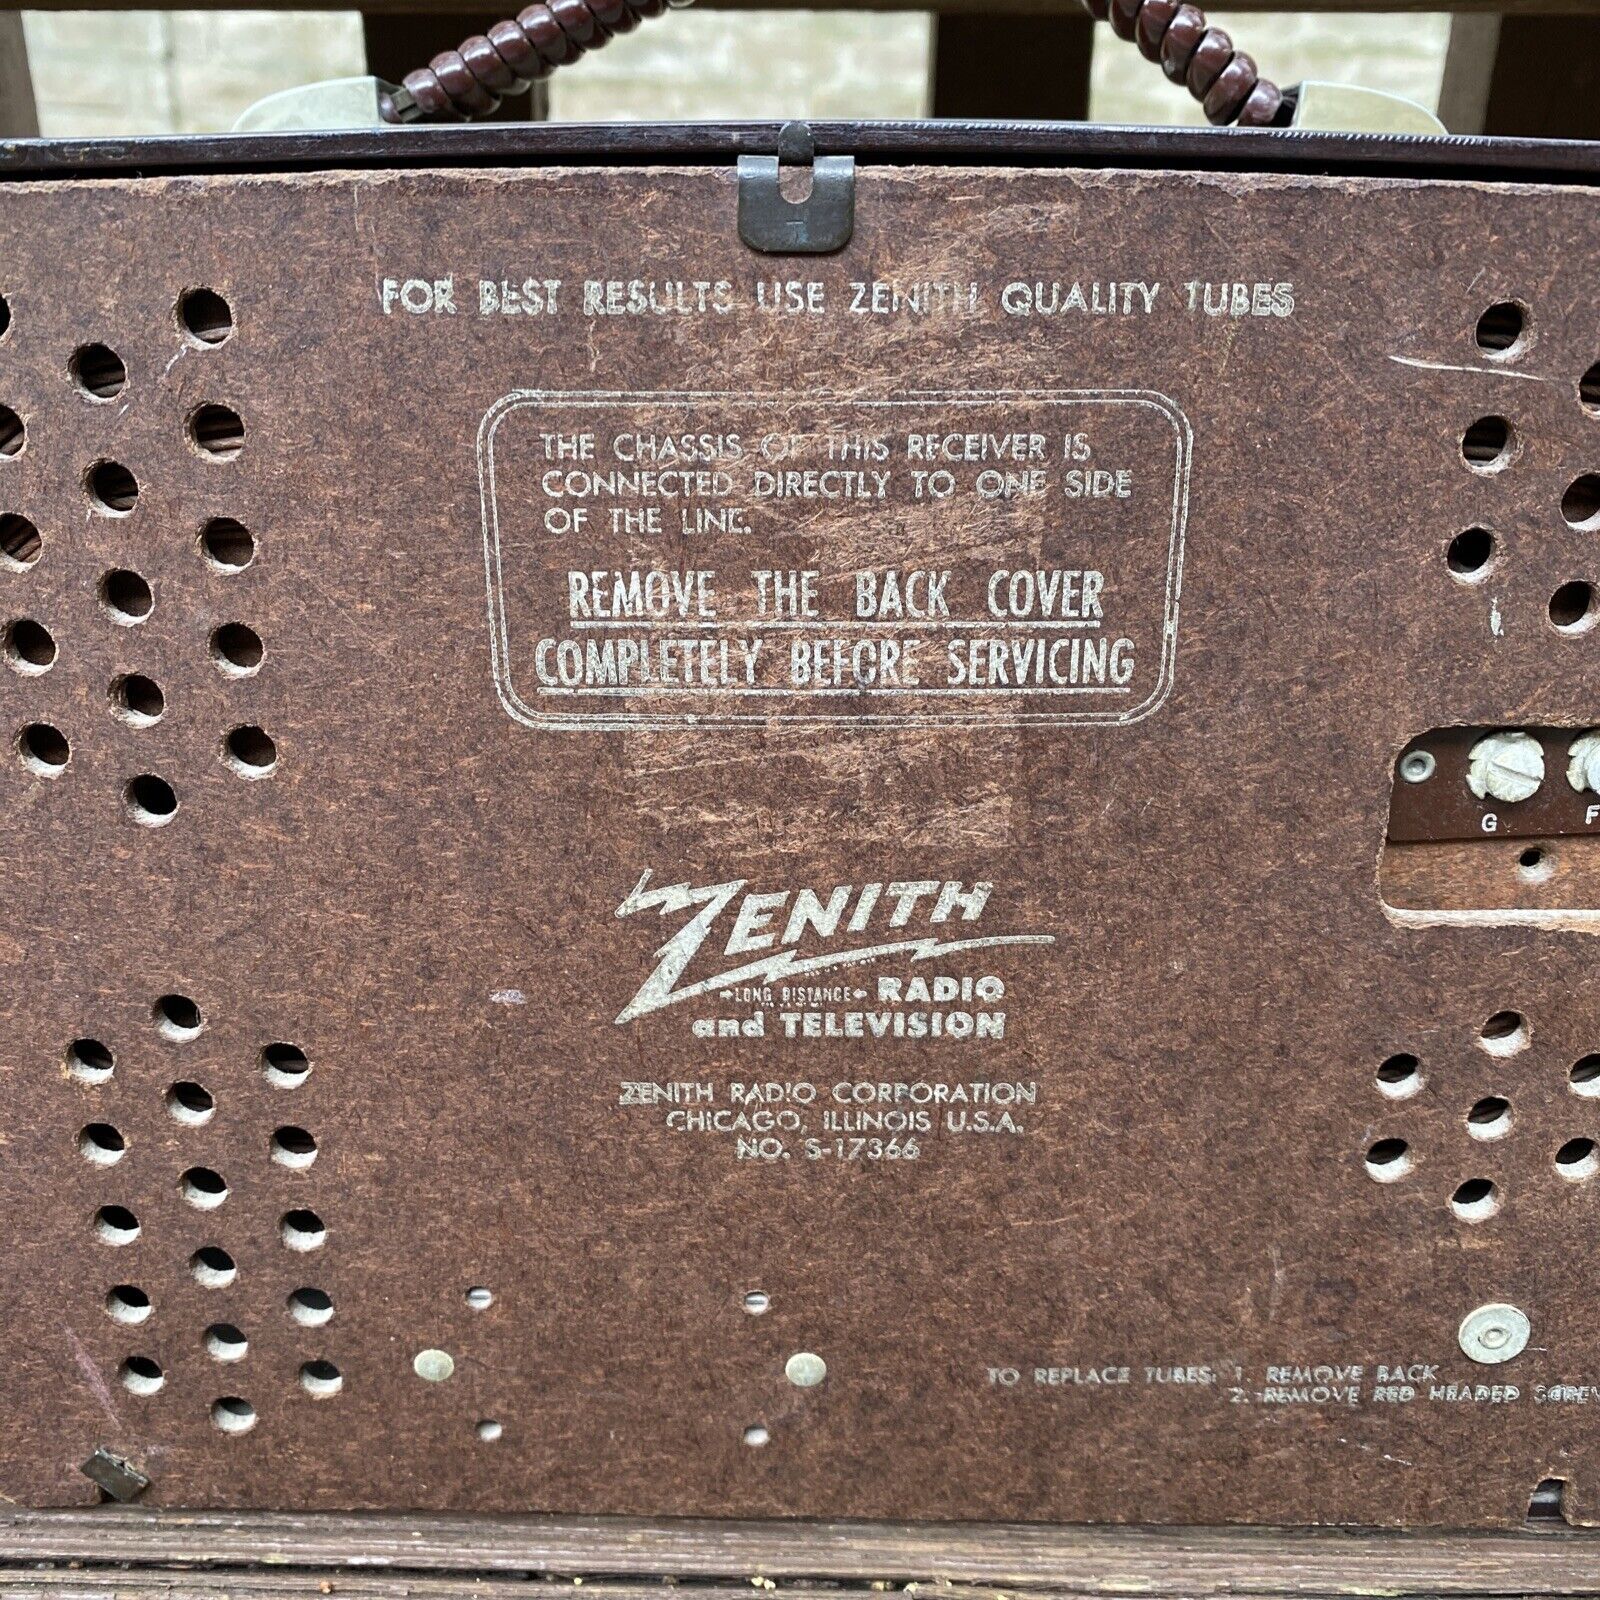 FOR BEST RESULTS USE ZENITH QUALITY TUBES
THE CHASSIS OF THIS RECEIVER IS
CONNECTED DIRECTLY TO ONE SIDE
OF THE LINE.
REMOVE THE BACK COVER
COMPLETELY BEFORE SERVICING
G F
ZENITH
LONG DISTANCE RADIO
and TELEVISION
ZENITH RADIO CORPORATION
CHICAGO, ILLINOIS U.S.A.
NO. S-17366
TO REPLACE TUBES: 1. REMOVE BACK
2. REMOVE RED HEADED